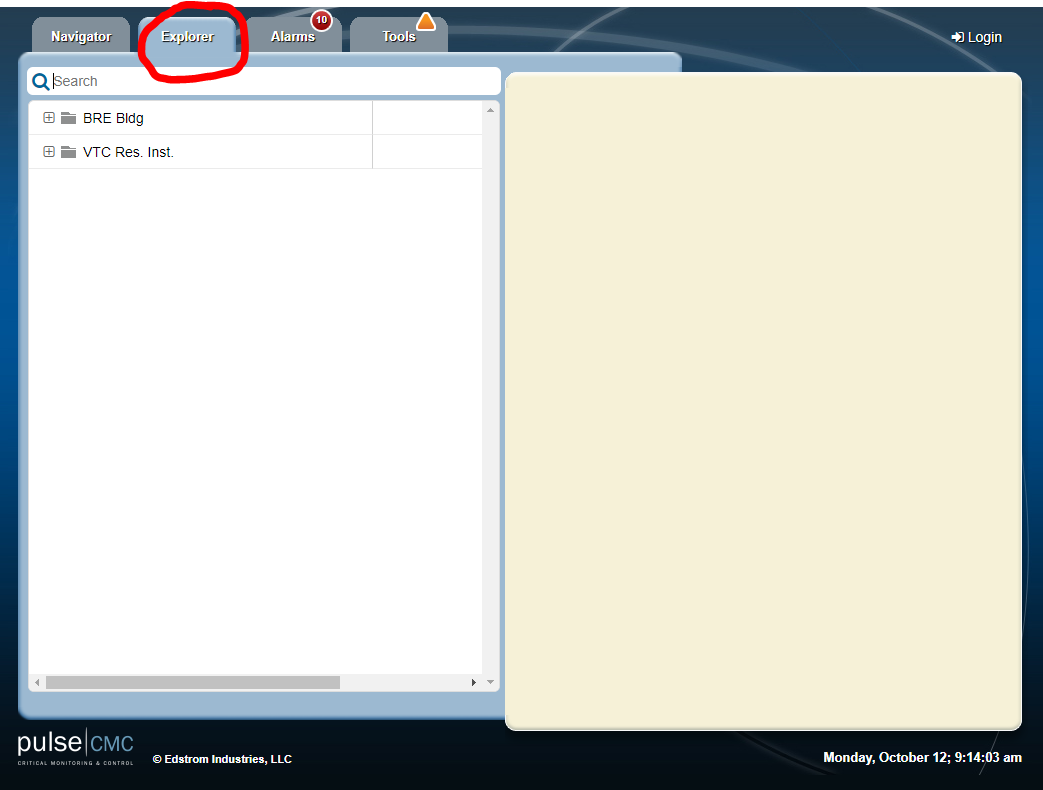 Navigator
Explorer
Alarms
10
Tools
Login
Search
BRE Bldg
VTC Res. Inst.
pulse|CMC
CRITICAL MONITORING & CONTROL
© Edstrom Industries, LLC
Monday, October 12; 9:14:03 am